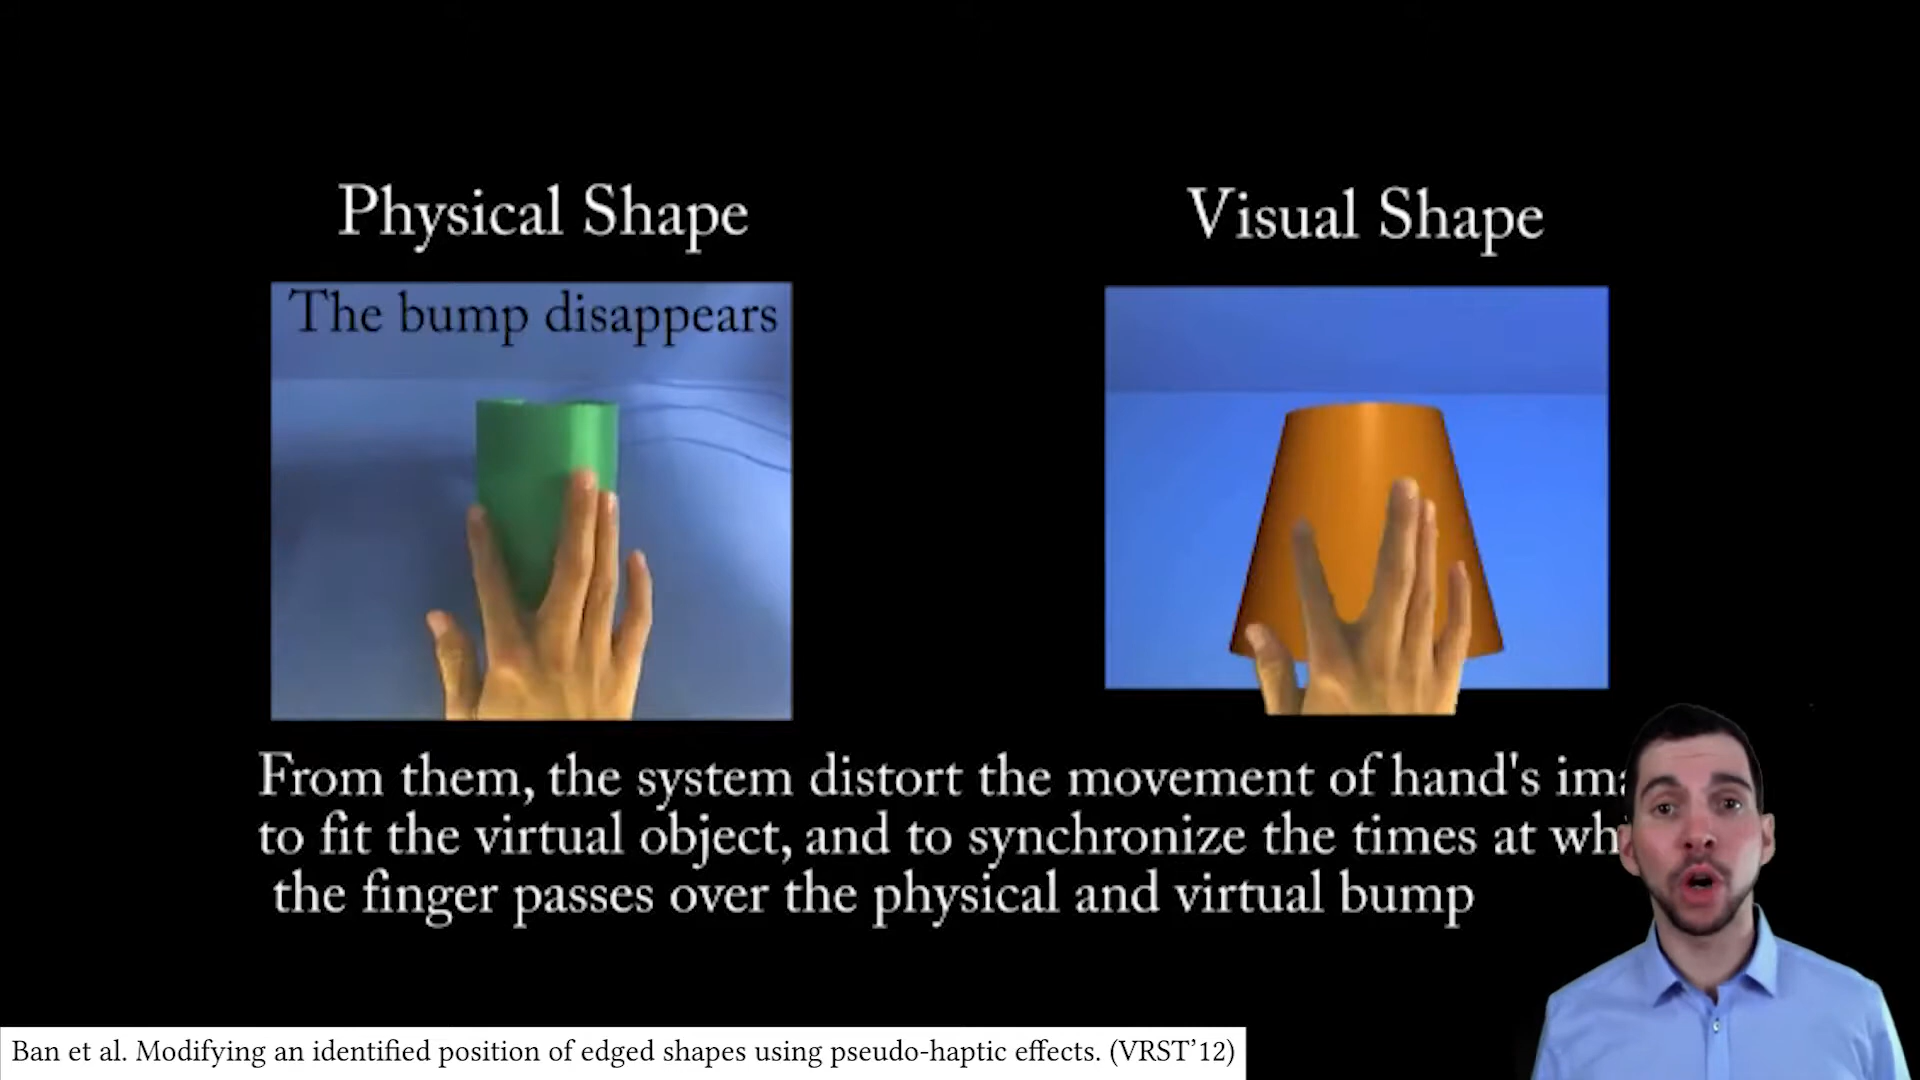 Physical Shape
Visual Shape
The bump disappears
From them, the system distort the movement of hand's
to fit the virtual object, and to synchronize the times at
the finger passes over the physical and virtual bump
Ban et al. Modifying an identified position of edged shapes using pseudo-haptic effects. (VRST’12)